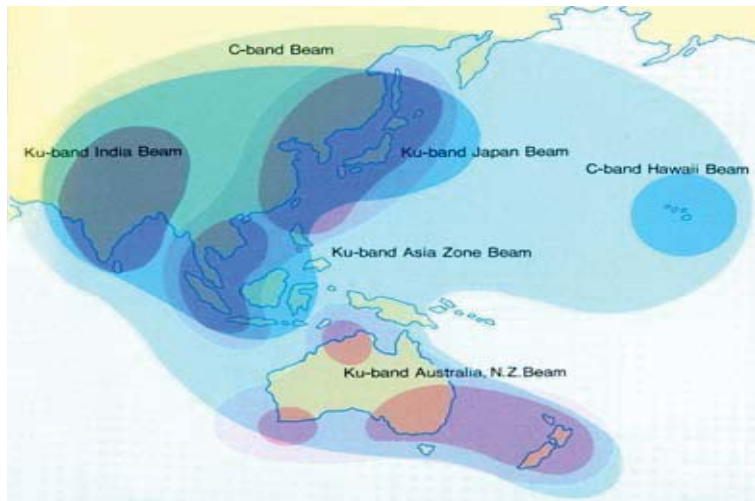 C-band Beam
Ku-band India Beam
Ku-band Japan Beam
C-band Hawaii Beam
Ku-band Asia Zone Beam
Ku-band Australia, N.Z. Beam